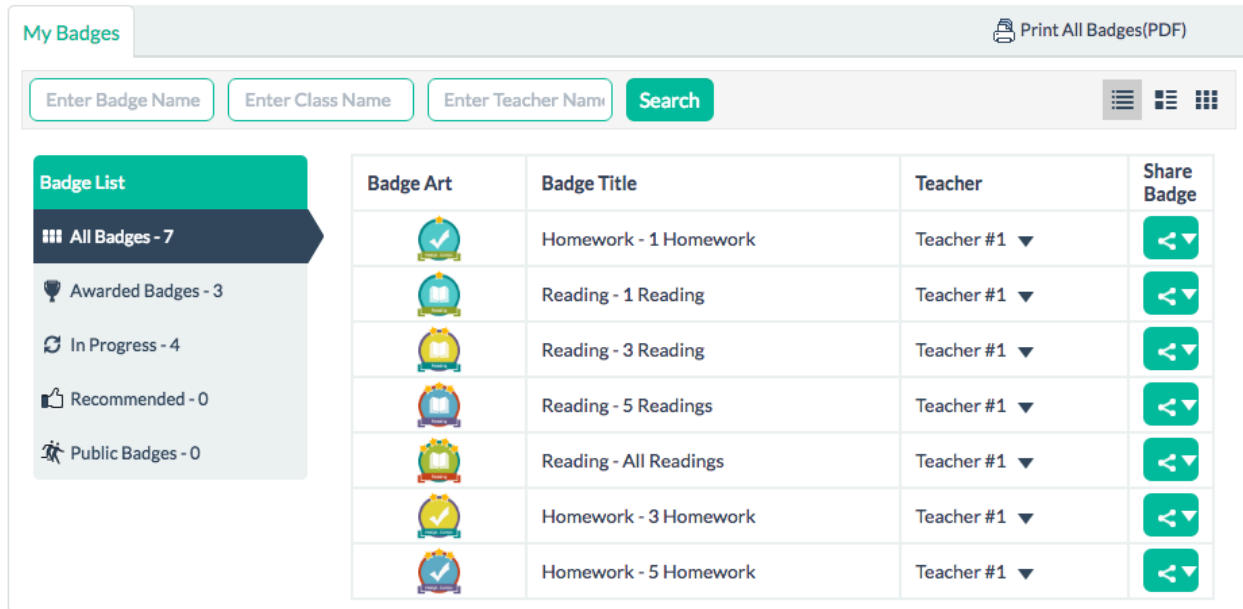 My Badges
Print All Badges(PDF)
Enter Badge Name
Enter Class Name
Enter Teacher Nam
Search
Badge List
All Badges - 7
Awarded Badges - 3
In Progress - 4
Recommended - 0
Public Badges - 0
Badge Art Badge Title Teacher Share Badge
Homework - 1 Homework Teacher #1
Reading - 1 Reading Teacher #1
Reading - 3 Reading Teacher #1
Reading - 5 Readings Teacher #1
Reading - All Readings Teacher #1
Homework - 3 Homework Teacher #1
Homework - 5 Homework Teacher #1